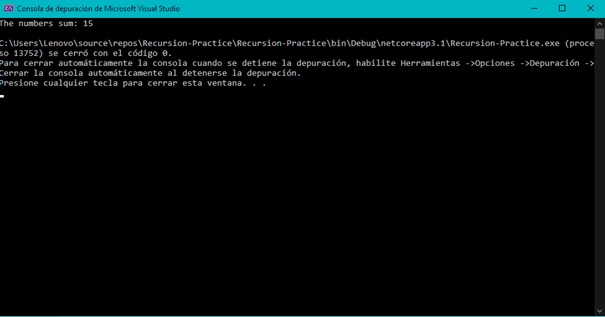 Consola de depuración de Microsoft Visual Studio
The numbers sum: 15
C:\Users\Lenovo\source\repos\Recursion-Practice\Recursion-Practice\bin\Debug\netcoreapp3.1\Recursion-Practice.exe (proce
so 13752) se cerró con el código 0.
Para cerrar automáticamente la consola cuando se detiene la depuración, habilite Herramientas ->Opciones ->Depuración ->
Cerrar la consola automáticamente al detenerse la depuración.
Presione cualquier tecla para cerrar esta ventana. . .